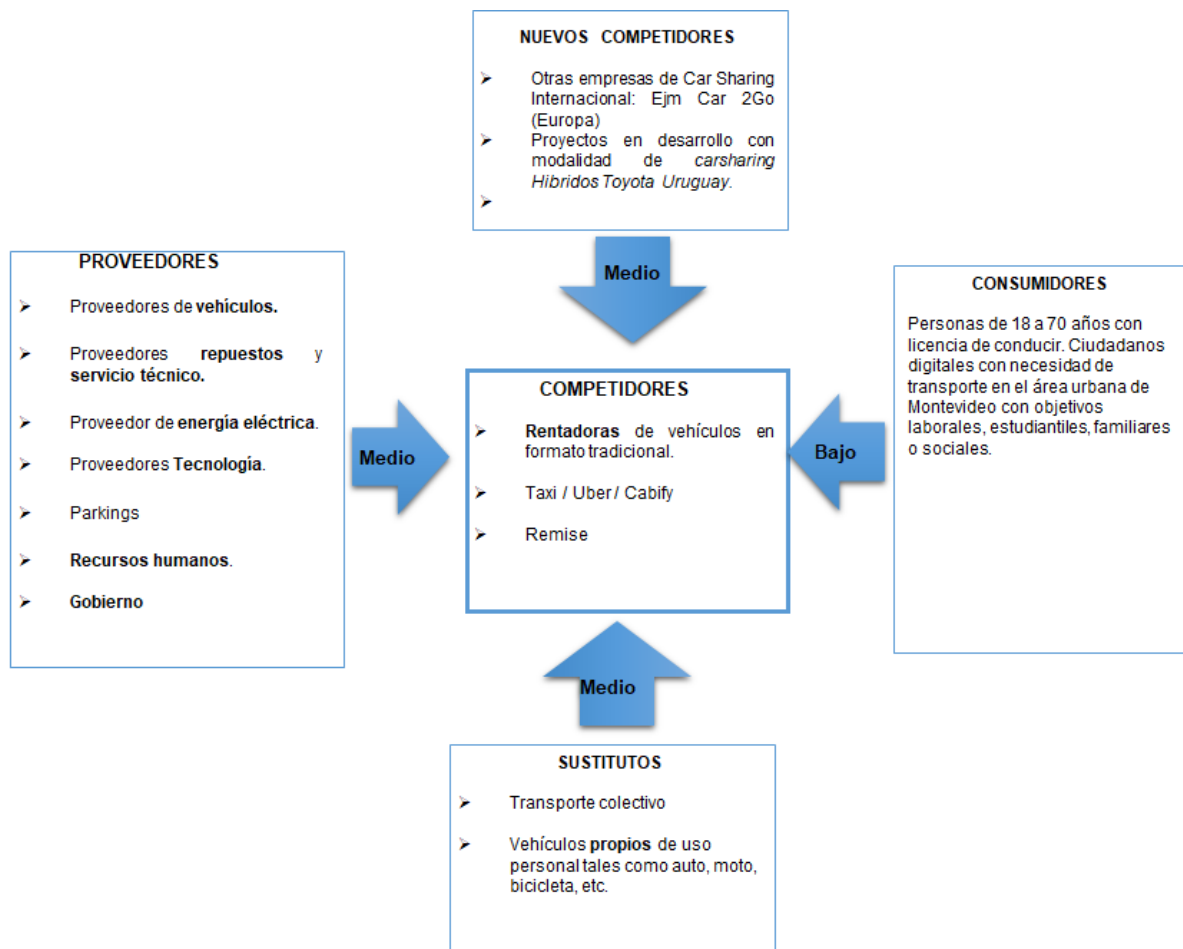 NUEVOS COMPETIDORES
➢ Otras empresas de Car Sharing
Internacional: Ejm Car 2Go
(Europa)
➢ Proyectos en desarrollo con
modalidad de carsharing
Hibridos Toyota Uruguay.
➢
Medio
PROVEEDORES
➢ Proveedores de vehículos.
➢ Proveedores repuestos y
servicio técnico.
➢ Proveedor de energía eléctrica.
➢ Proveedores Tecnología.
➢ Parkings
➢ Recursos humanos.
➢ Gobierno
Medio
COMPETIDORES
➢ Rentadoras de vehículos en
formato tradicional.
➢ Taxi / Uber / Cabify
➢ Remise
Bajo
CONSUMIDORES
Personas de 18 a 70 años con
licencia de conducir. Ciudadanos
digitales con necesidad de
transporte en el área urbana de
Montevideo con objetivos
laborales, estudiantiles, familiares
o sociales.
Medio
SUSTITUTOS
➢ Transporte colectivo
➢ Vehículos propios de uso
personal tales como auto, moto,
bicicleta, etc.